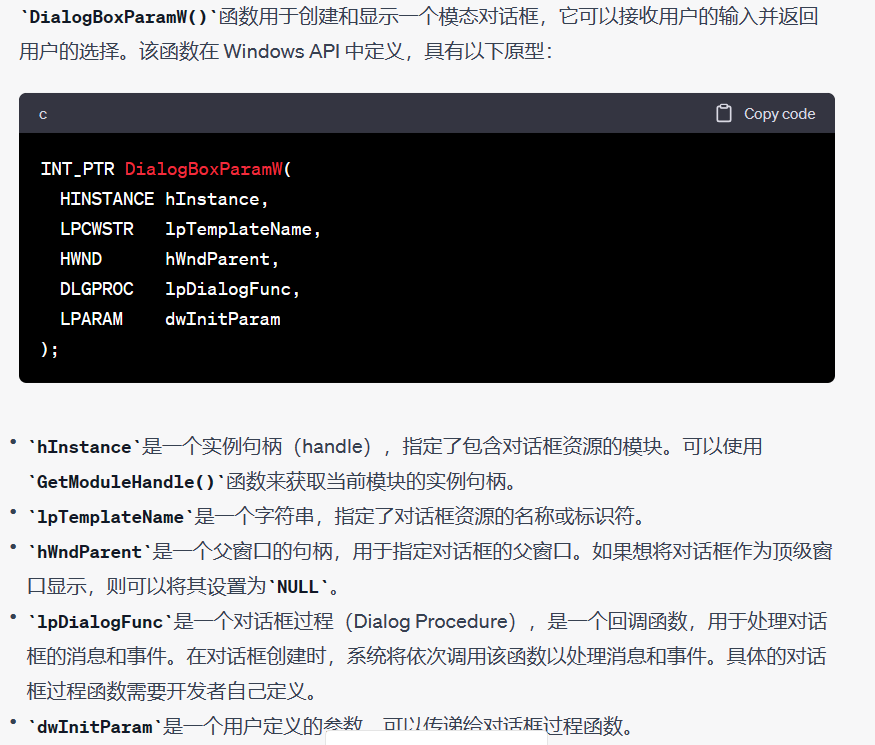 `DialogBoxParamW()`函数用于创建和显示一个模态对话框，它可以接收用户的输入并返回
用户的选择。该函数在 Windows API 中定义，具有以下原型：
c Copy code
INT_PTR DialogBoxParamW(
  HINSTANCE hInstance,
  LPCWSTR   lpTemplateName,
  HWND      hWndParent,
  DLGPROC   lpDialogFunc,
  LPARAM    dwInitParam
);
• `hInstance`是一个实例句柄（handle），指定了包含对话框资源的模块。可以使用
`GetModuleHandle()`函数来获取当前模块的实例句柄。
• `lpTemplateName`是一个字符串，指定了对话框资源的名称或标识符。
• `hWndParent`是一个父窗口的句柄，用于指定对话框的父窗口。如果想将对话框作为顶级窗
口显示，则可以将其设置为`NULL`。
• `lpDialogFunc`是一个对话框过程（Dialog Procedure），是一个回调函数，用于处理对话
框的消息和事件。在对话框创建时，系统将依次调用该函数以处理消息和事件。具体的对话
框过程函数需要开发者自己定义。
• `dwInitParam`是一个用户定义的参数，可以传递给对话框过程函数。